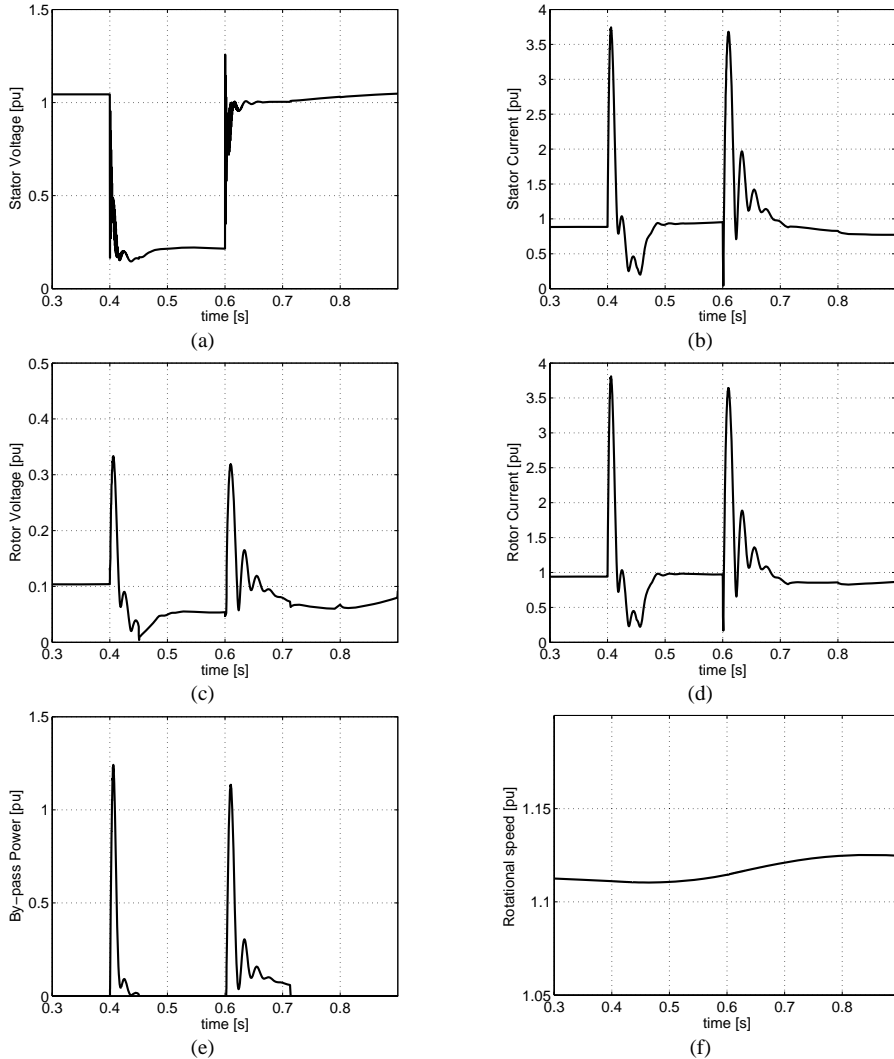 1.5
1
0.5
0
Stator Voltage [pu]
0.3 0.4 0.5 0.6 0.7 0.8
time [s]
(a)
4
3.5
3
2.5
2
1.5
1
0.5
0
Stator Current [pu]
0.3 0.4 0.5 0.6 0.7 0.8
time [s]
(b)
0.5
0.4
0.3
0.2
0.1
0
Rotor Voltage [pu]
0.3 0.4 0.5 0.6 0.7 0.8
time [s]
(c)
4
3.5
3
2.5
2
1.5
1
0.5
0
Rotor Current [pu]
0.3 0.4 0.5 0.6 0.7 0.8
time [s]
(d)
1.5
1
0.5
0
By−pass Power [pu]
0.3 0.4 0.5 0.6 0.7 0.8
time [s]
(e)
1.15
1.1
1.05
Rotational speed [pu]
0.3 0.4 0.5 0.6 0.7 0.8
time [s]
(f)